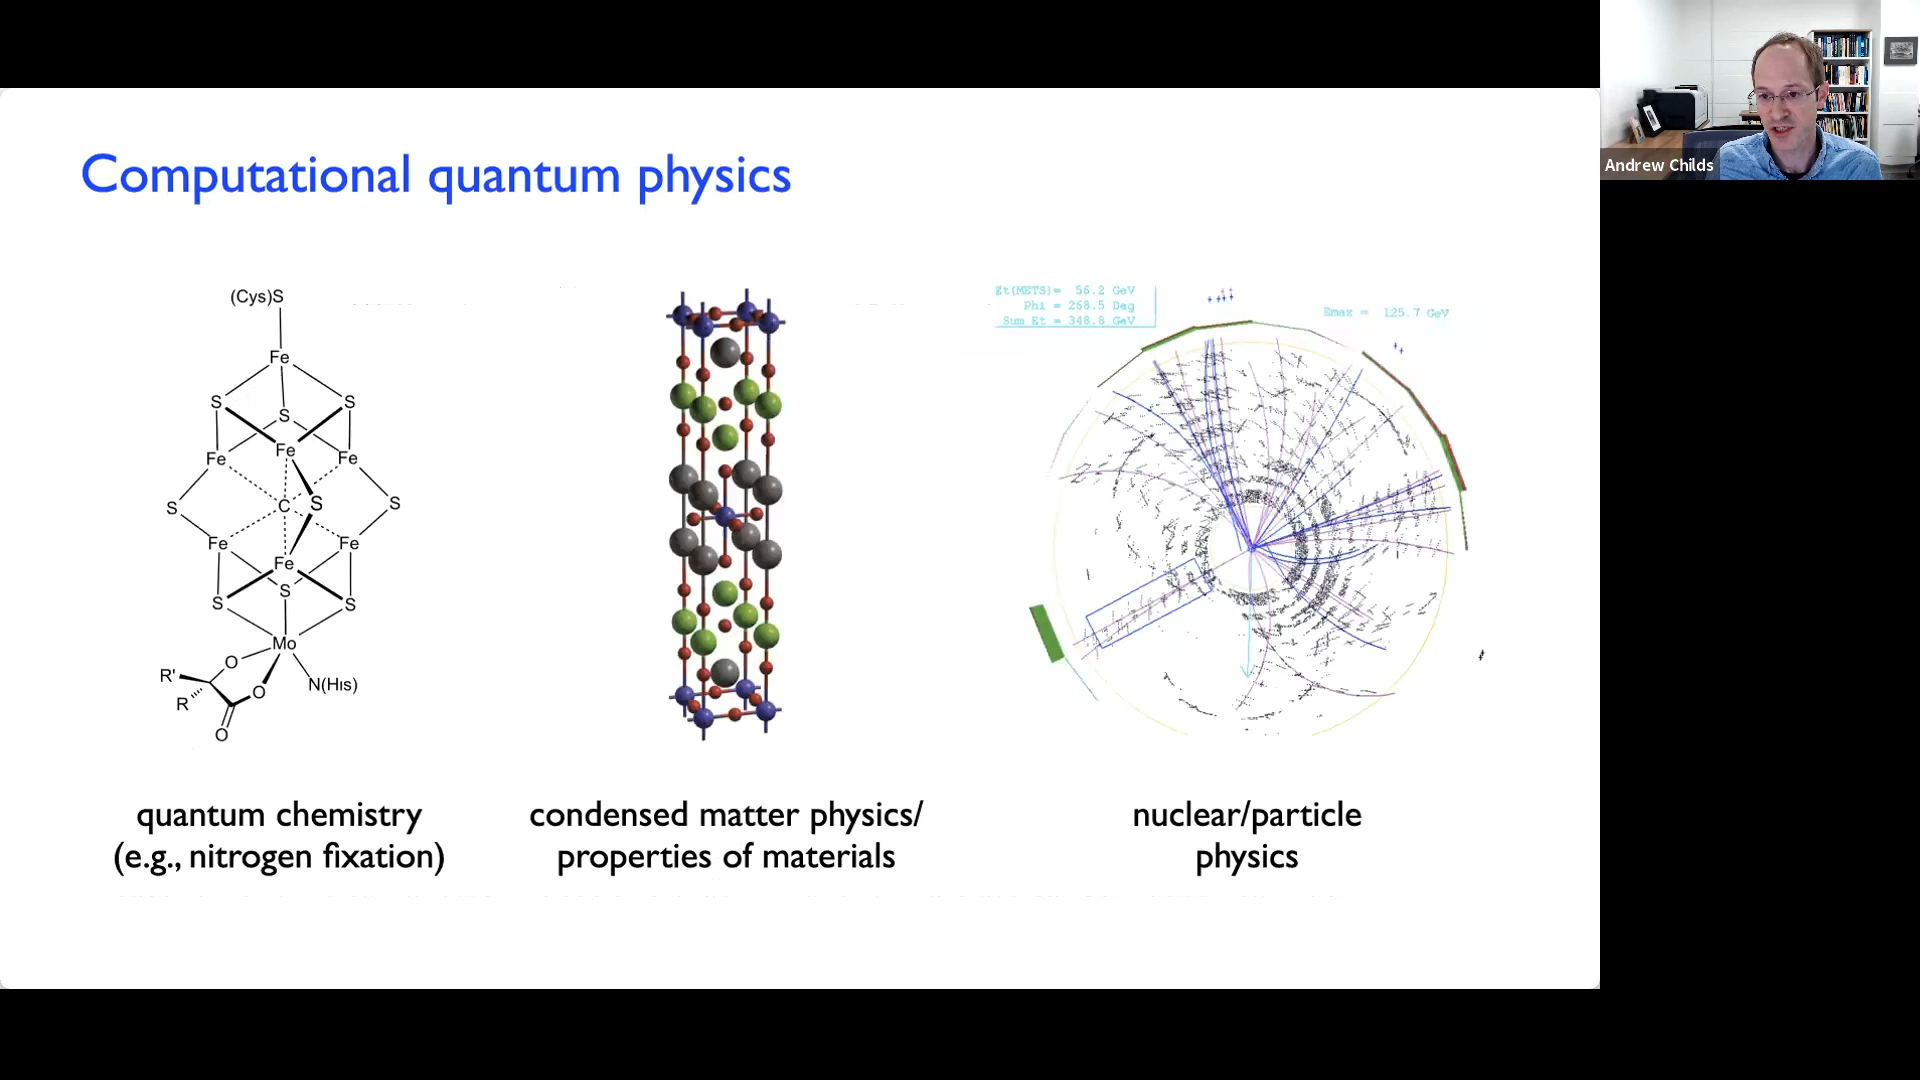 Andrew Childs
Computational quantum physics
(Cys)S
Fe
S
S
S
Fe
Fe
Fe
S
C
S
S
Fe
Fe
Fe
S
S
S
Mo
O
R'
N(His)
R
O
O
Et(METS)= 56.2 GeV
Phi = 268.5 Deg
Sum Et = 348.8 GeV
Emax = 125.7 GeV
quantum chemistry
(e.g., nitrogen fixation)
condensed matter physics/
properties of materials
nuclear/particle
physics